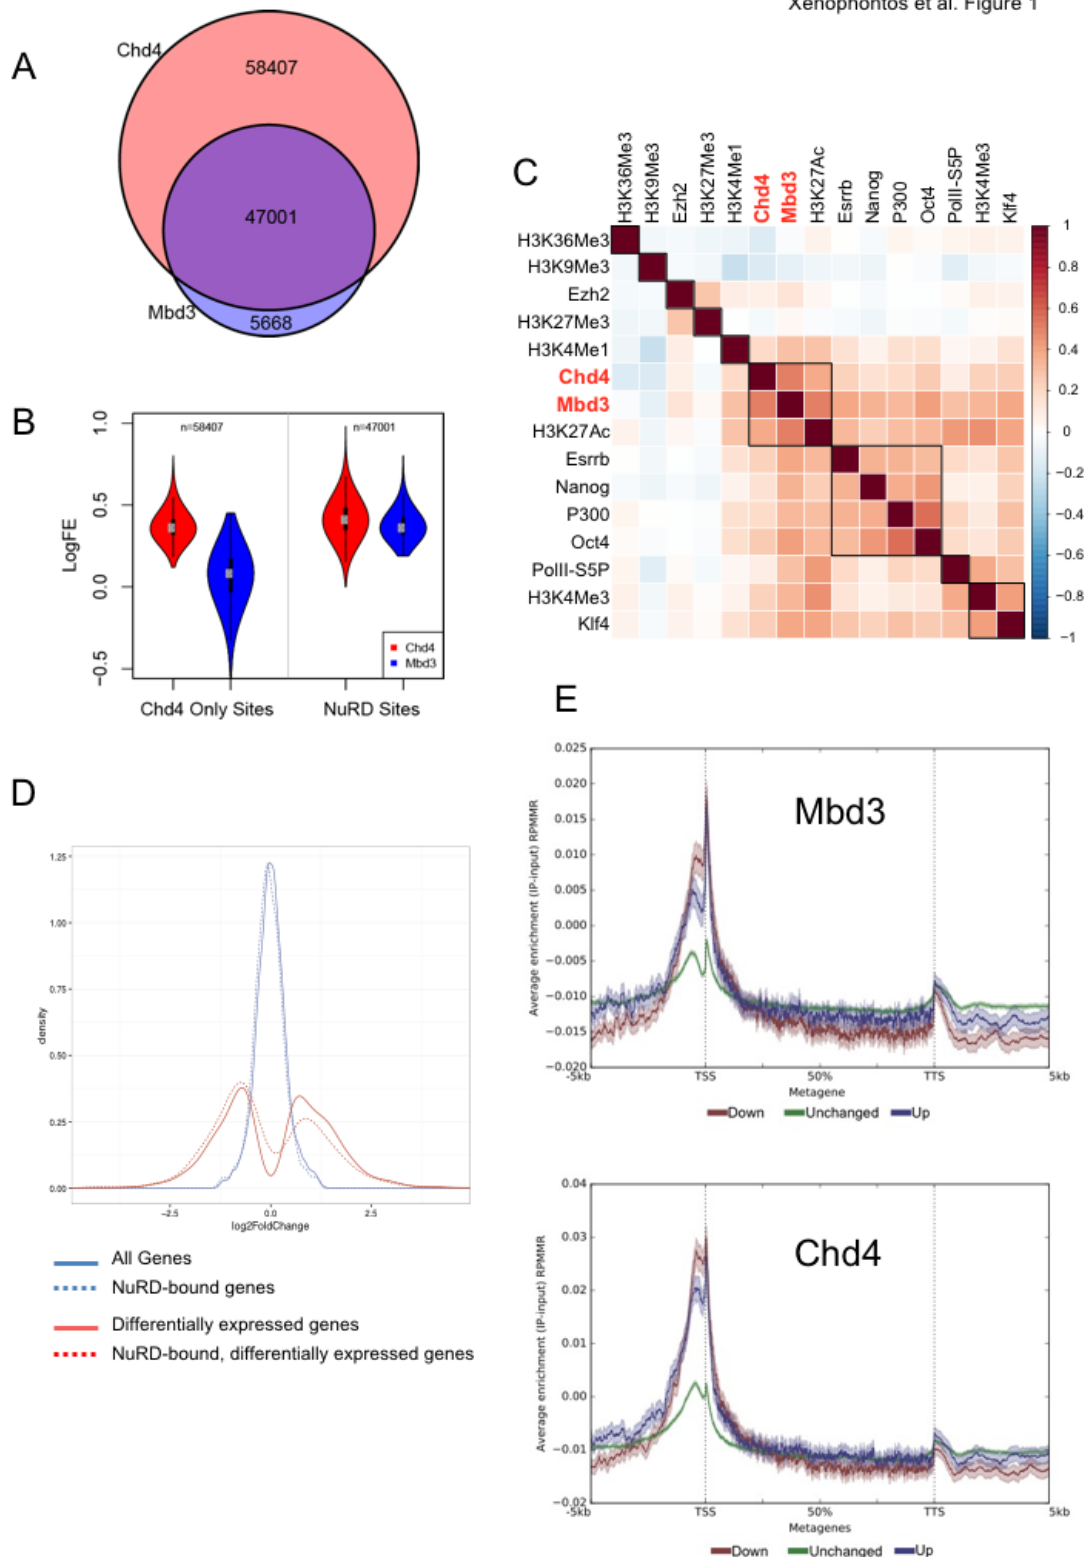 Xenophontos et al. Figure 1
A
Chd4
58407
47001
Mbd3
5668
B
n=58407
n=47001
LogFE
1.0
0.5
0.0
−0.5
Chd4
Mbd3
Chd4 Only Sites
NuRD Sites
C
H3K36Me3
H3K9Me3
Ezh2
H3K27Me3
H3K4Me1
Chd4
Mbd3
H3K27Ac
Esrrb
Nanog
P300
Oct4
PolII-S5P
H3K4Me3
Klf4
H3K36Me3
H3K9Me3
Ezh2
H3K27Me3
H3K4Me1
Chd4
Mbd3
H3K27Ac
Esrrb
Nanog
P300
Oct4
PolII-S5P
H3K4Me3
Klf4
1
0.8
0.6
0.4
0.2
0
−0.2
−0.4
−0.6
−0.8
−1
D
1.25
1.00
0.75
0.50
0.25
0.00
density
−2.5
0.0
2.5
log2FoldChange
All Genes
NuRD-bound genes
Differentially expressed genes
NuRD-bound, differentially expressed genes
E
Mbd3
Average enrichment (IP-input) RPMMR
0.025
0.020
0.015
0.010
0.005
0.000
−0.005
−0.010
−0.015
−0.020
-5kb
TSS
50%
TTS
5kb
Metagene
Down
Unchanged
Up
Chd4
Average enrichment (IP-input) RPMMR
0.04
0.03
0.02
0.01
0.00
−0.01
−0.02
-5kb
TSS
50%
TTS
5kb
Metagenes
Down
Unchanged
Up